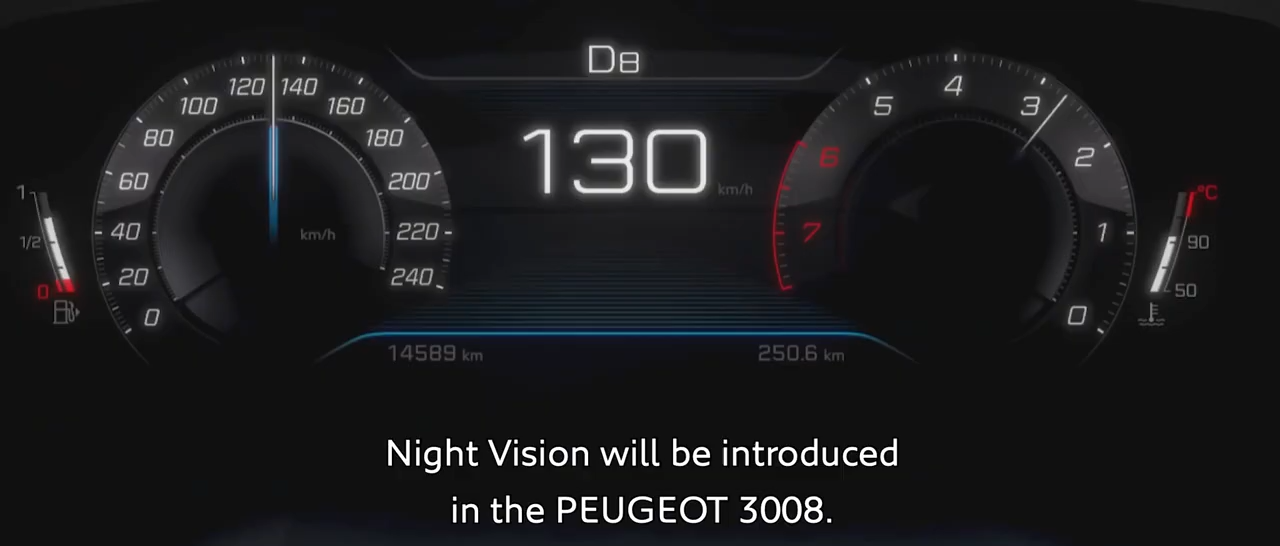 D8
0 20 40 60 80 100 120 140 160 180 200 220 240
km/h
130 km/h
7 6 5 4 3 2 1 0
1
1/2
0
°C
90
50
14589 km
250.6 km
Night Vision will be introduced
in the PEUGEOT 3008.